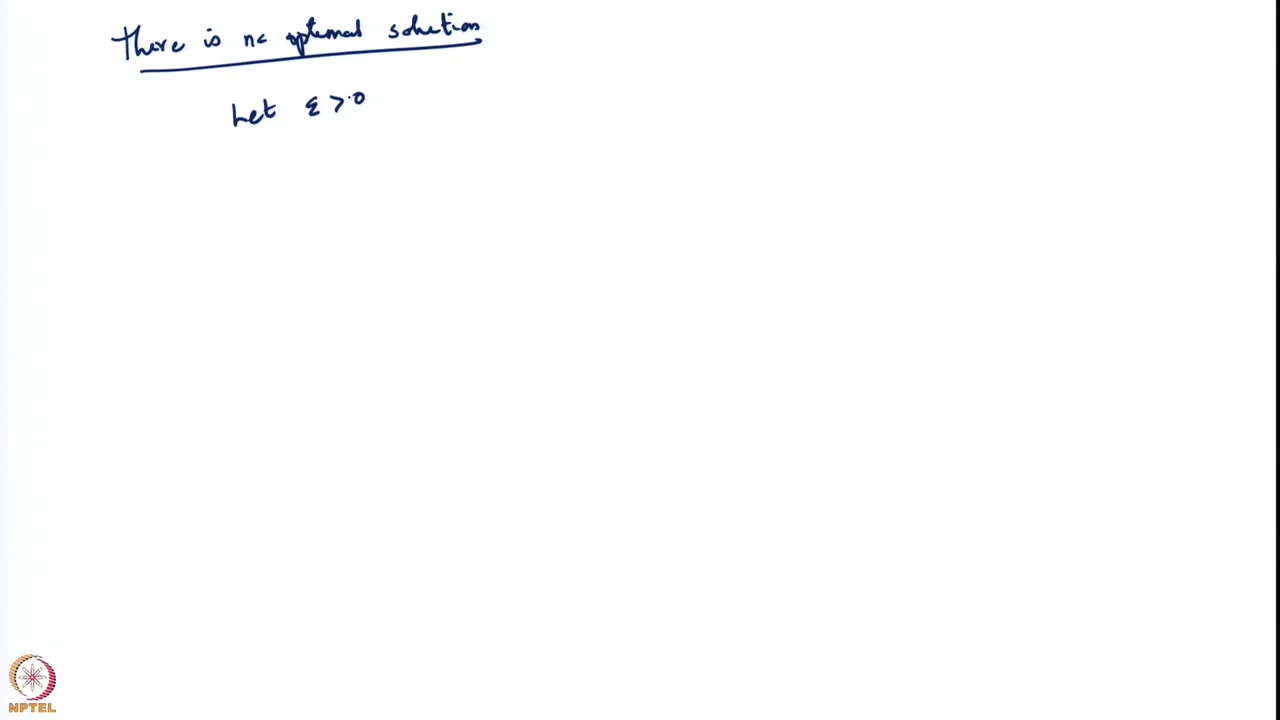 There is no optimal solution
Let ε > 0
NPTEL